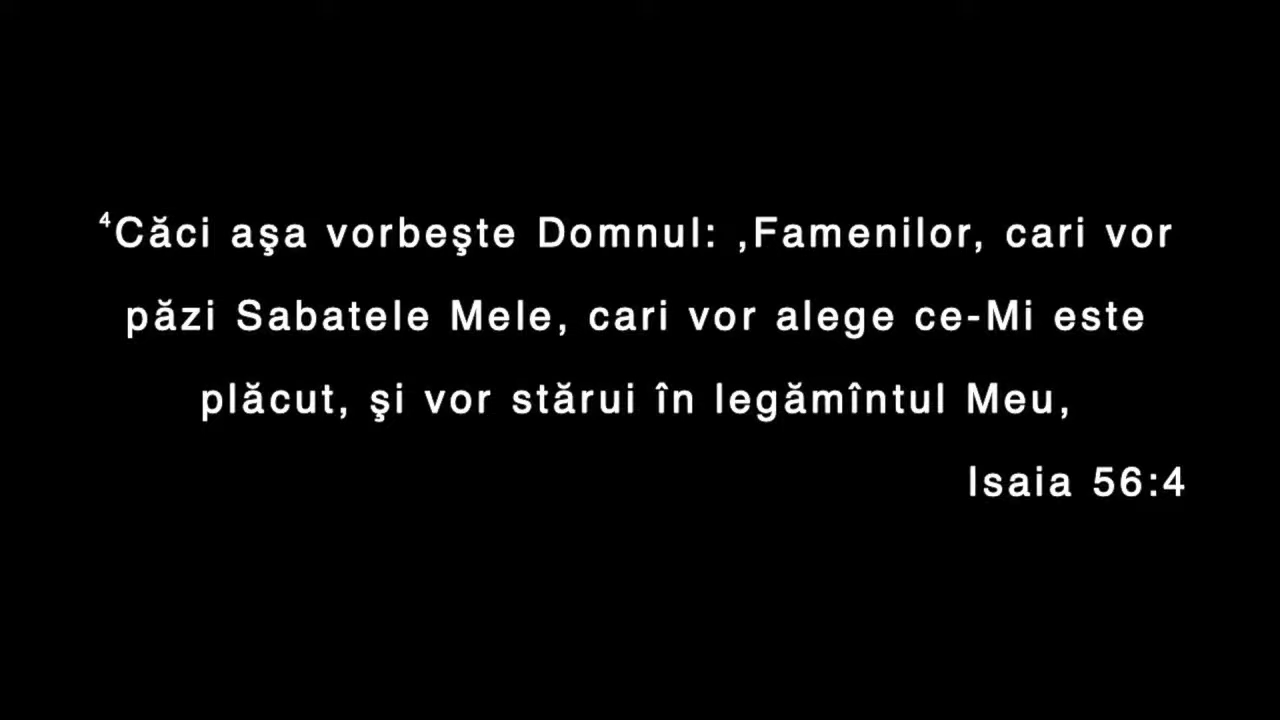 ⁴Căci aşa vorbeşte Domnul: ‚Famenilor, cari vor
păzi Sabatele Mele, cari vor alege ce-Mi este
plăcut, şi vor stărui în legămîntul Meu,
Isaia 56:4